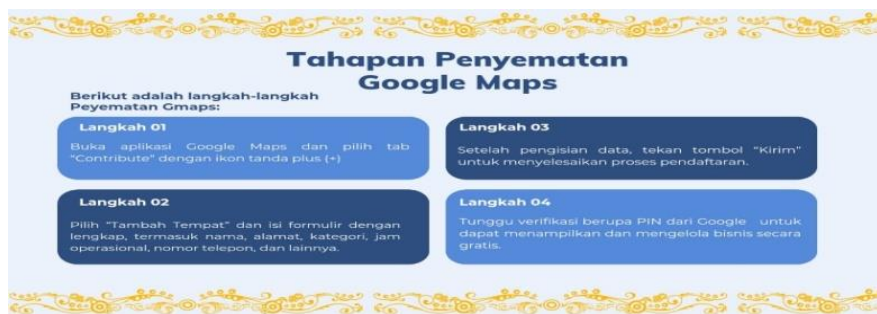 Tahapan Penyematan
Google Maps
Berikut adalah langkah-langkah
Peyematan Gmaps:
Langkah 01
Buka aplikasi Google Maps dan pilih tab
"Contribute" dengan ikon tanda plus (+)
Langkah 02
Pilih "Tambah Tempat" dan isi formulir dengan
lengkap, termasuk nama, alamat, kategori, jam
operasional, nomor telepon, dan lainnya.
Langkah 03
Setelah pengisian data, tekan tombol "Kirim"
untuk menyelesaikan proses pendaftaran.
Langkah 04
Tunggu verifikasi berupa PIN dari Google untuk
dapat menampilkan dan mengelola bisnis secara
gratis.